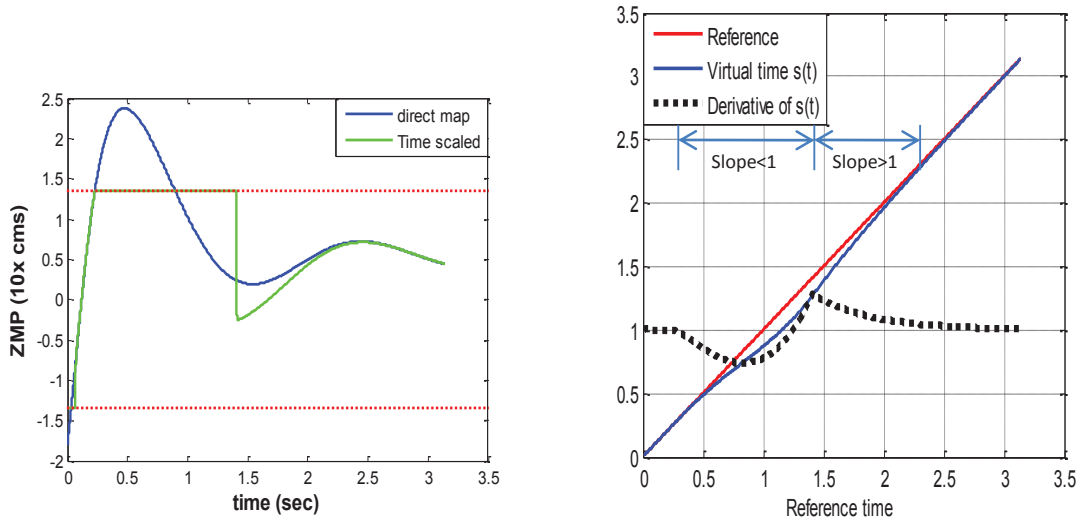 2.5
2
1.5
1
0.5
0
-0.5
-1
-1.5
-2
ZMP (10x cms)
direct map
Time scaled
0 0.5 1 1.5 2 2.5 3 3.5
time (sec)
3.5
3
2.5
2
1.5
1
0.5
0
Reference
Virtual time s(t)
Derivative of s(t)
Slope<1 Slope>1
0 0.5 1 1.5 2 2.5 3 3.5
Reference time